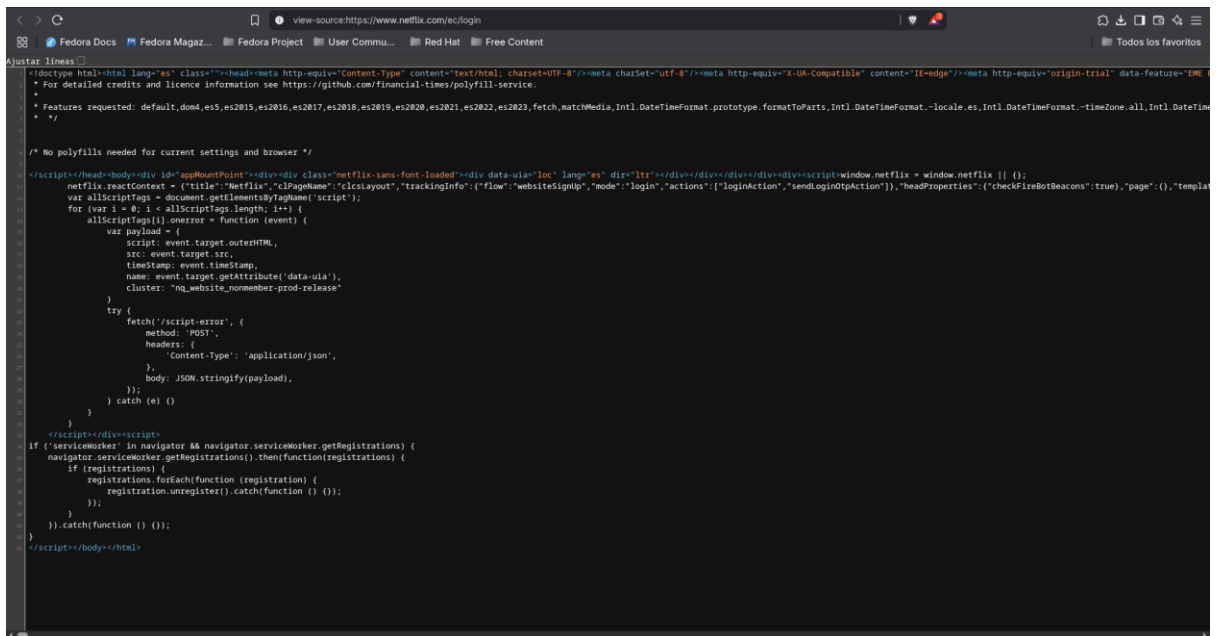 view-source:https://www.netflix.com/ec/login
Fedora Docs Fedora Magaz... Fedora Project User Commu... Red Hat Free Content Todos los favoritos
Ajustar líneas
<!doctype html><html lang="es" class=""><head><meta http-equiv="Content-Type" content="text/html; charset=UTF-8"/><meta charSet="utf-8"/><meta http-equiv="X-UA-Compatible" content="IE=edge"/><meta http-equiv="origin-trial" data-feature="EME
* For detailed credits and licence information see https://github.com/financial-times/polyfill-service.
*
* Features requested: default,dom4,es5,es2015,es2016,es2017,es2018,es2019,es2020,es2021,es2022,es2023,fetch,matchMedia,Intl.DateTimeFormat.prototype.formatToParts,Intl.DateTimeFormat.~locale.es,Intl.DateTimeFormat.~timeZone.all,Intl.DateTime
* */
/* No polyfills needed for current settings and browser */
</script></head><body><div id="appMountPoint"><div><div class="netflix-sans-font-loaded"><div data-uia="loc" lang="es" dir="ltr"></div></div></div></div><div><script>window.netflix = window.netflix || {};
netflix.reactContext = {"title":"Netflix","clPageName":"clcsLayout","trackingInfo":{"flow":"websiteSignUp","mode":"login","actions":["loginAction","sendLoginOtpAction"]},"headProperties":{"checkFireBotBeacons":true},"page":{},"templat
var allScriptTags = document.getElementsByTagName('script');
for (var i = 0; i < allScriptTags.length; i++) {
allScriptTags[i].onerror = function (event) {
var payload = {
script: event.target.outerHTML,
src: event.target.src,
timeStamp: event.timeStamp,
name: event.target.getAttribute('data-uia'),
cluster: "nq_website_nonmember-prod-release"
}
try {
fetch('/script-error', {
method: 'POST',
headers: {
'Content-Type': 'application/json',
},
body: JSON.stringify(payload),
});
} catch (e) {}
}
}
</script></div><script>
if ('serviceWorker' in navigator && navigator.serviceWorker.getRegistrations) {
navigator.serviceWorker.getRegistrations().then(function(registrations) {
if (registrations) {
registrations.forEach(function (registration) {
registration.unregister().catch(function () {});
});
}
}).catch(function () {});
}
</script></body></html>